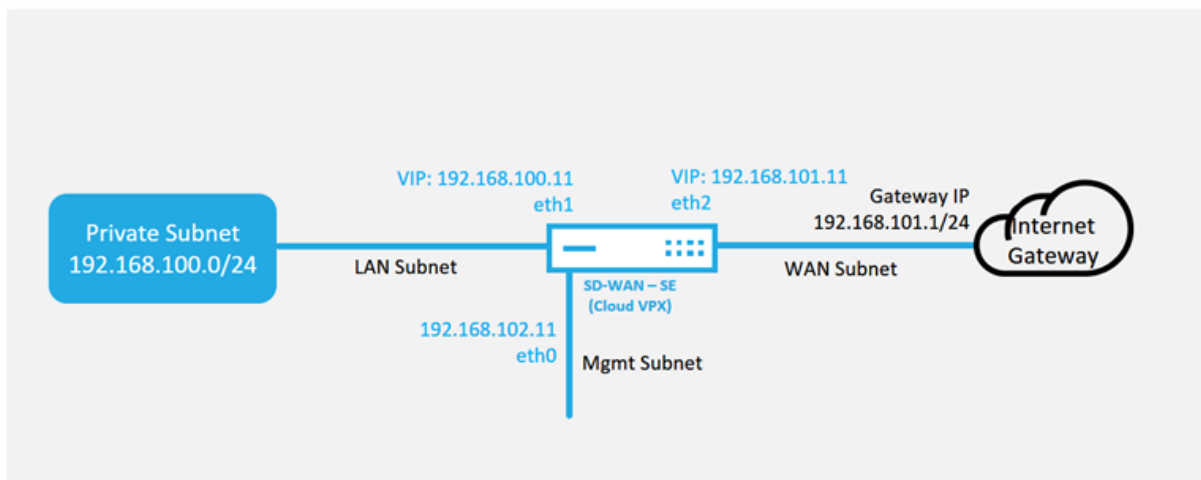 Private Subnet
192.168.100.0/24
LAN Subnet
VIP: 192.168.100.11
eth1
VIP: 192.168.101.11
eth2
SD-WAN – SE
(Cloud VPX)
192.168.102.11
eth0
Mgmt Subnet
WAN Subnet
Gateway IP
192.168.101.1/24
Internet
Gateway